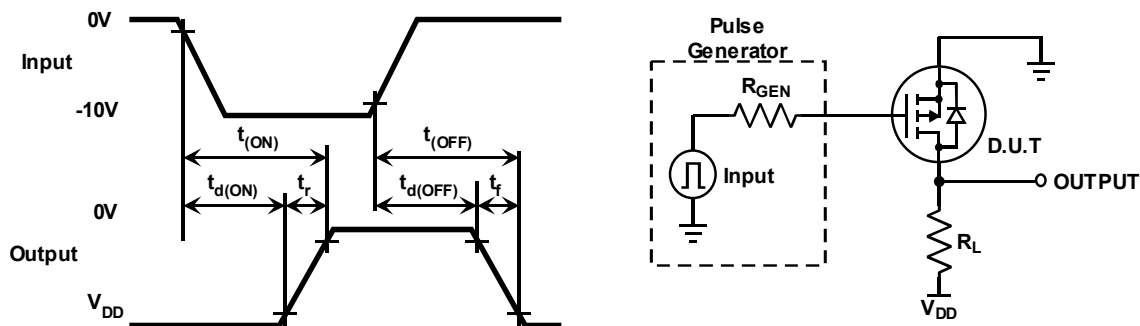 0V
Input
-10V
t(ON)
t(OFF)
td(ON)
tr
td(OFF)
tf
0V
Output
VDD
Pulse
Generator
RGEN
Input
D.U.T
OUTPUT
RL
VDD